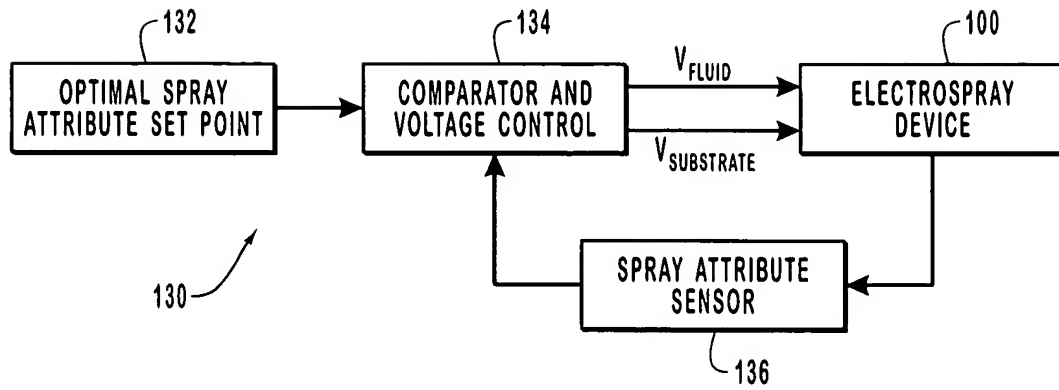 132
OPTIMAL SPRAY
ATTRIBUTE SET POINT
134
COMPARATOR AND
VOLTAGE CONTROL
VFLUID
VSUBSTRATE
100
ELECTROSPRAY
DEVICE
SPRAY ATTRIBUTE
SENSOR
136
130